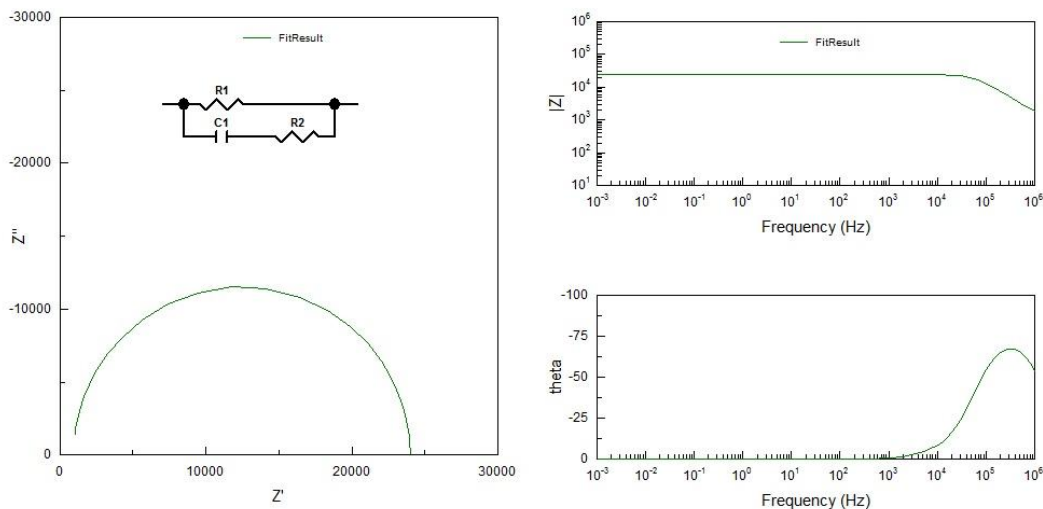 -30000
FitResult
R1
C1
R2
-20000
Z''
-10000
0
0
10000
20000
30000
Z'
10^6
FitResult
10^5
10^4
|Z|
10^3
10^2
10^1
10^-3 10^-2 10^-1 10^0 10^1 10^2 10^3 10^4 10^5 10^6
Frequency (Hz)
-100
-75
theta
-50
-25
0
10^-3 10^-2 10^-1 10^0 10^1 10^2 10^3 10^4 10^5 10^6
Frequency (Hz)